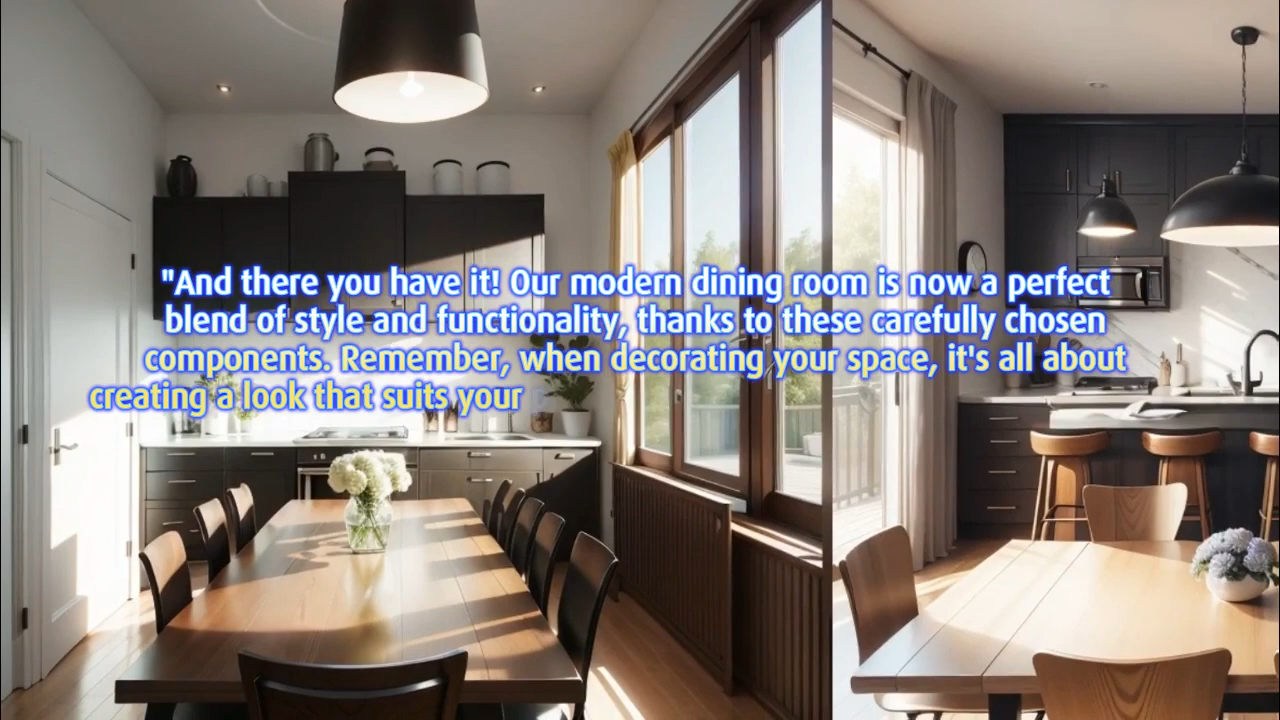 "And there you have it! Our modern dining room is now a perfect
blend of style and functionality, thanks to these carefully chosen
components. Remember, when decorating your space, it's all about
creating a look that suits your